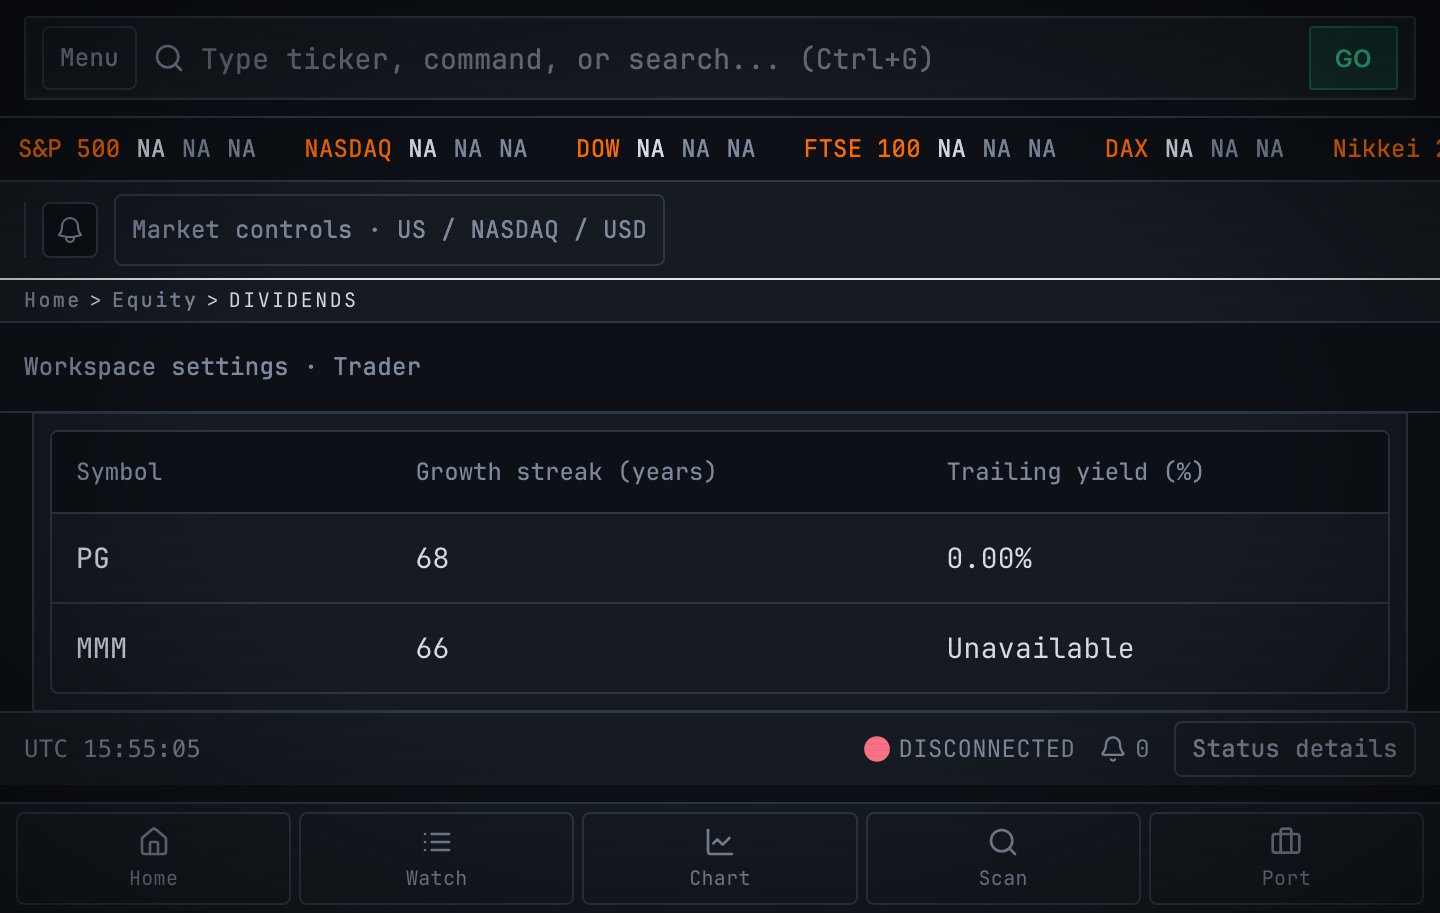 Menu Type ticker, command, or search... (Ctrl+G) GO
S&P 500 NA NA NA NASDAQ NA NA NA DOW NA NA NA FTSE 100 NA NA NA DAX NA NA NA Nikkei
Market controls · US / NASDAQ / USD
Home > Equity > DIVIDENDS
Workspace settings · Trader
Symbol Growth streak (years) Trailing yield (%)
PG 68 0.00%
MMM 66 Unavailable
UTC 15:55:05 DISCONNECTED 0 Status details
Home Watch Chart Scan Port